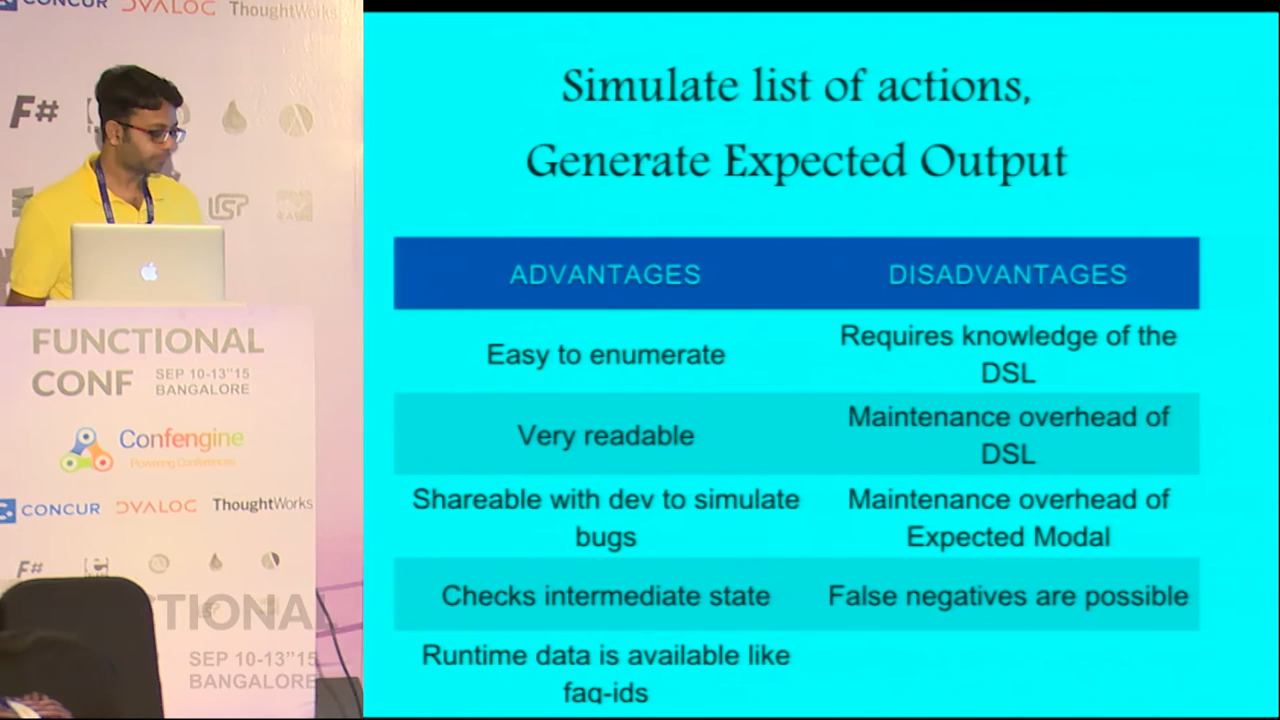 CONCUR DYALOC ThoughtWorks
F#
LISP
FUNCTIONAL
CONF SEP 10-13"15
BANGALORE
Confengine
Powering Conferences
CONCUR DYALOC ThoughtWorks
F#
TIONAL
SEP 10-13"15
BANGALORE
Simulate list of actions,
Generate Expected Output
ADVANTAGES DISADVANTAGES
Easy to enumerate
Requires knowledge of the
DSL
Very readable
Maintenance overhead of
DSL
Shareable with dev to simulate
bugs
Maintenance overhead of
Expected Modal
Checks intermediate state
False negatives are possible
Runtime data is available like
faq-ids